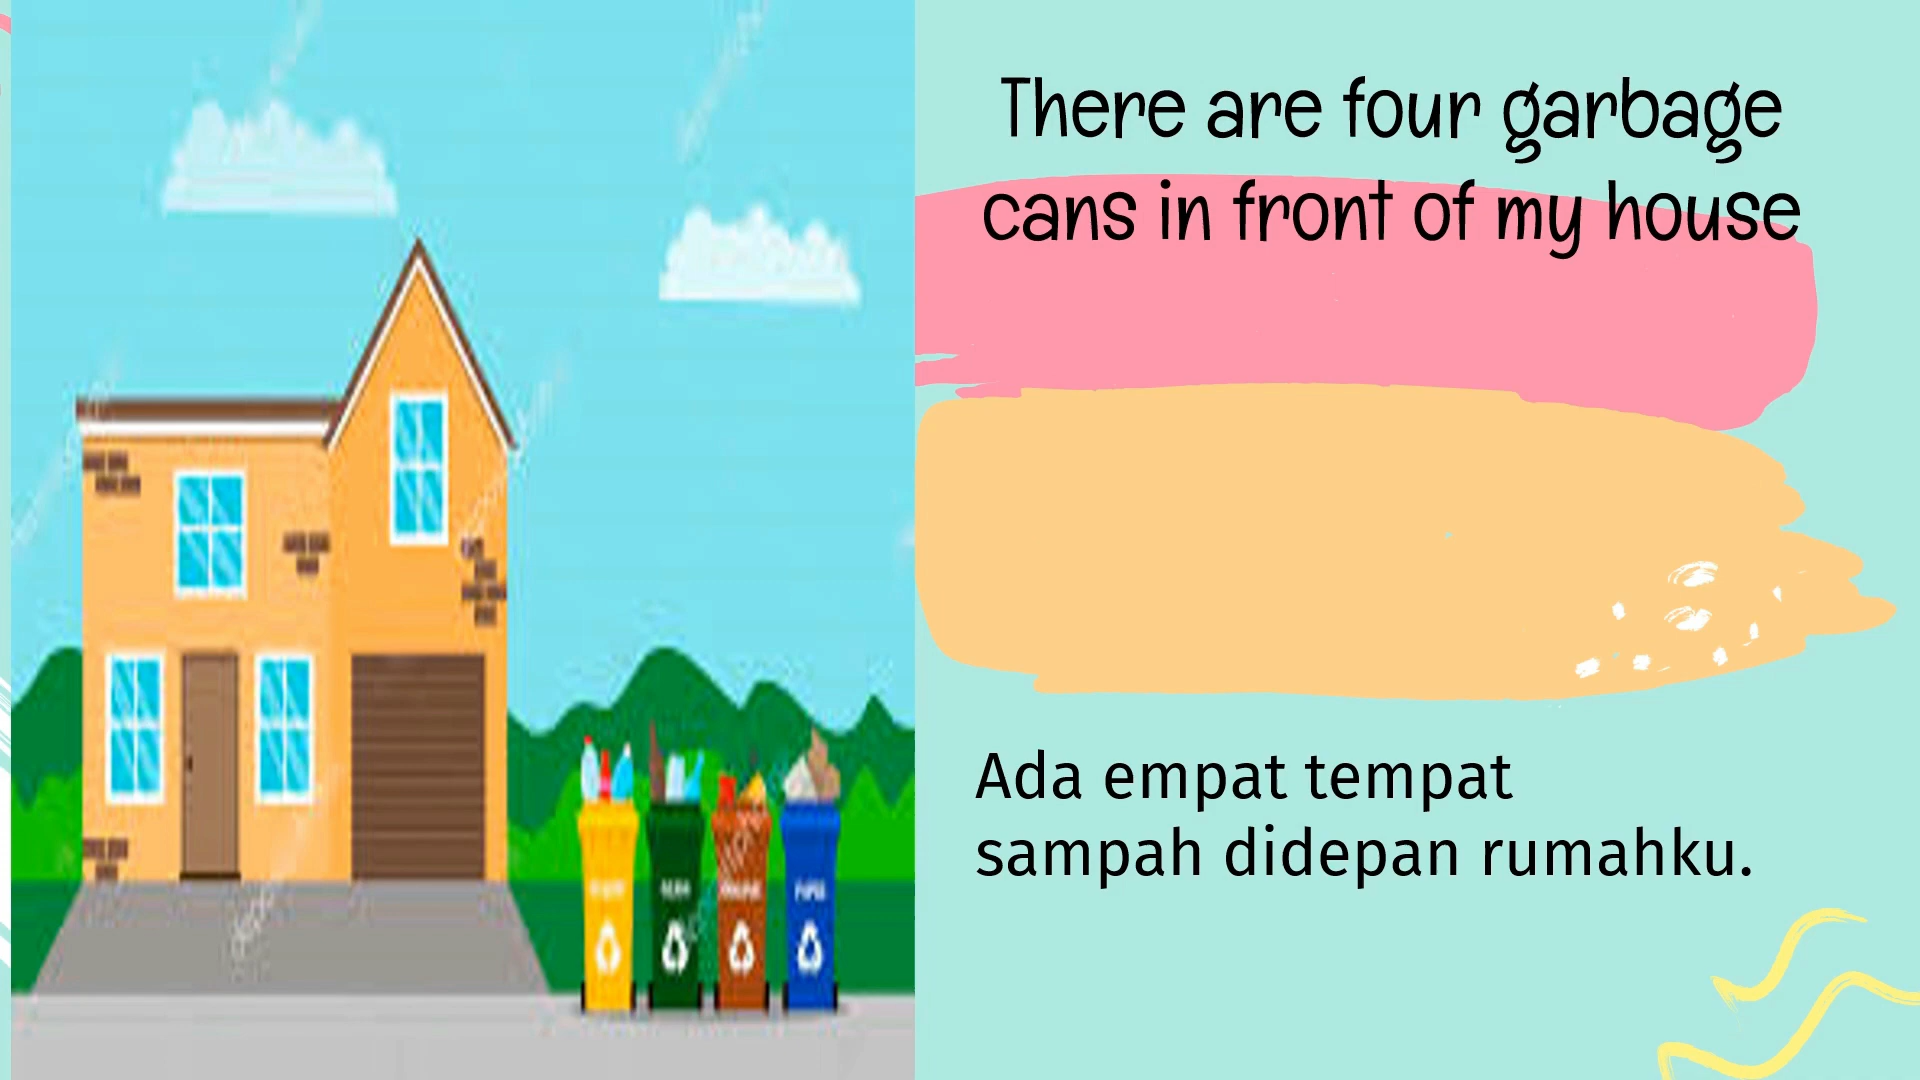 There are four garbage
cans in front of my house
Ada empat tempat
sampah didepan rumahku.